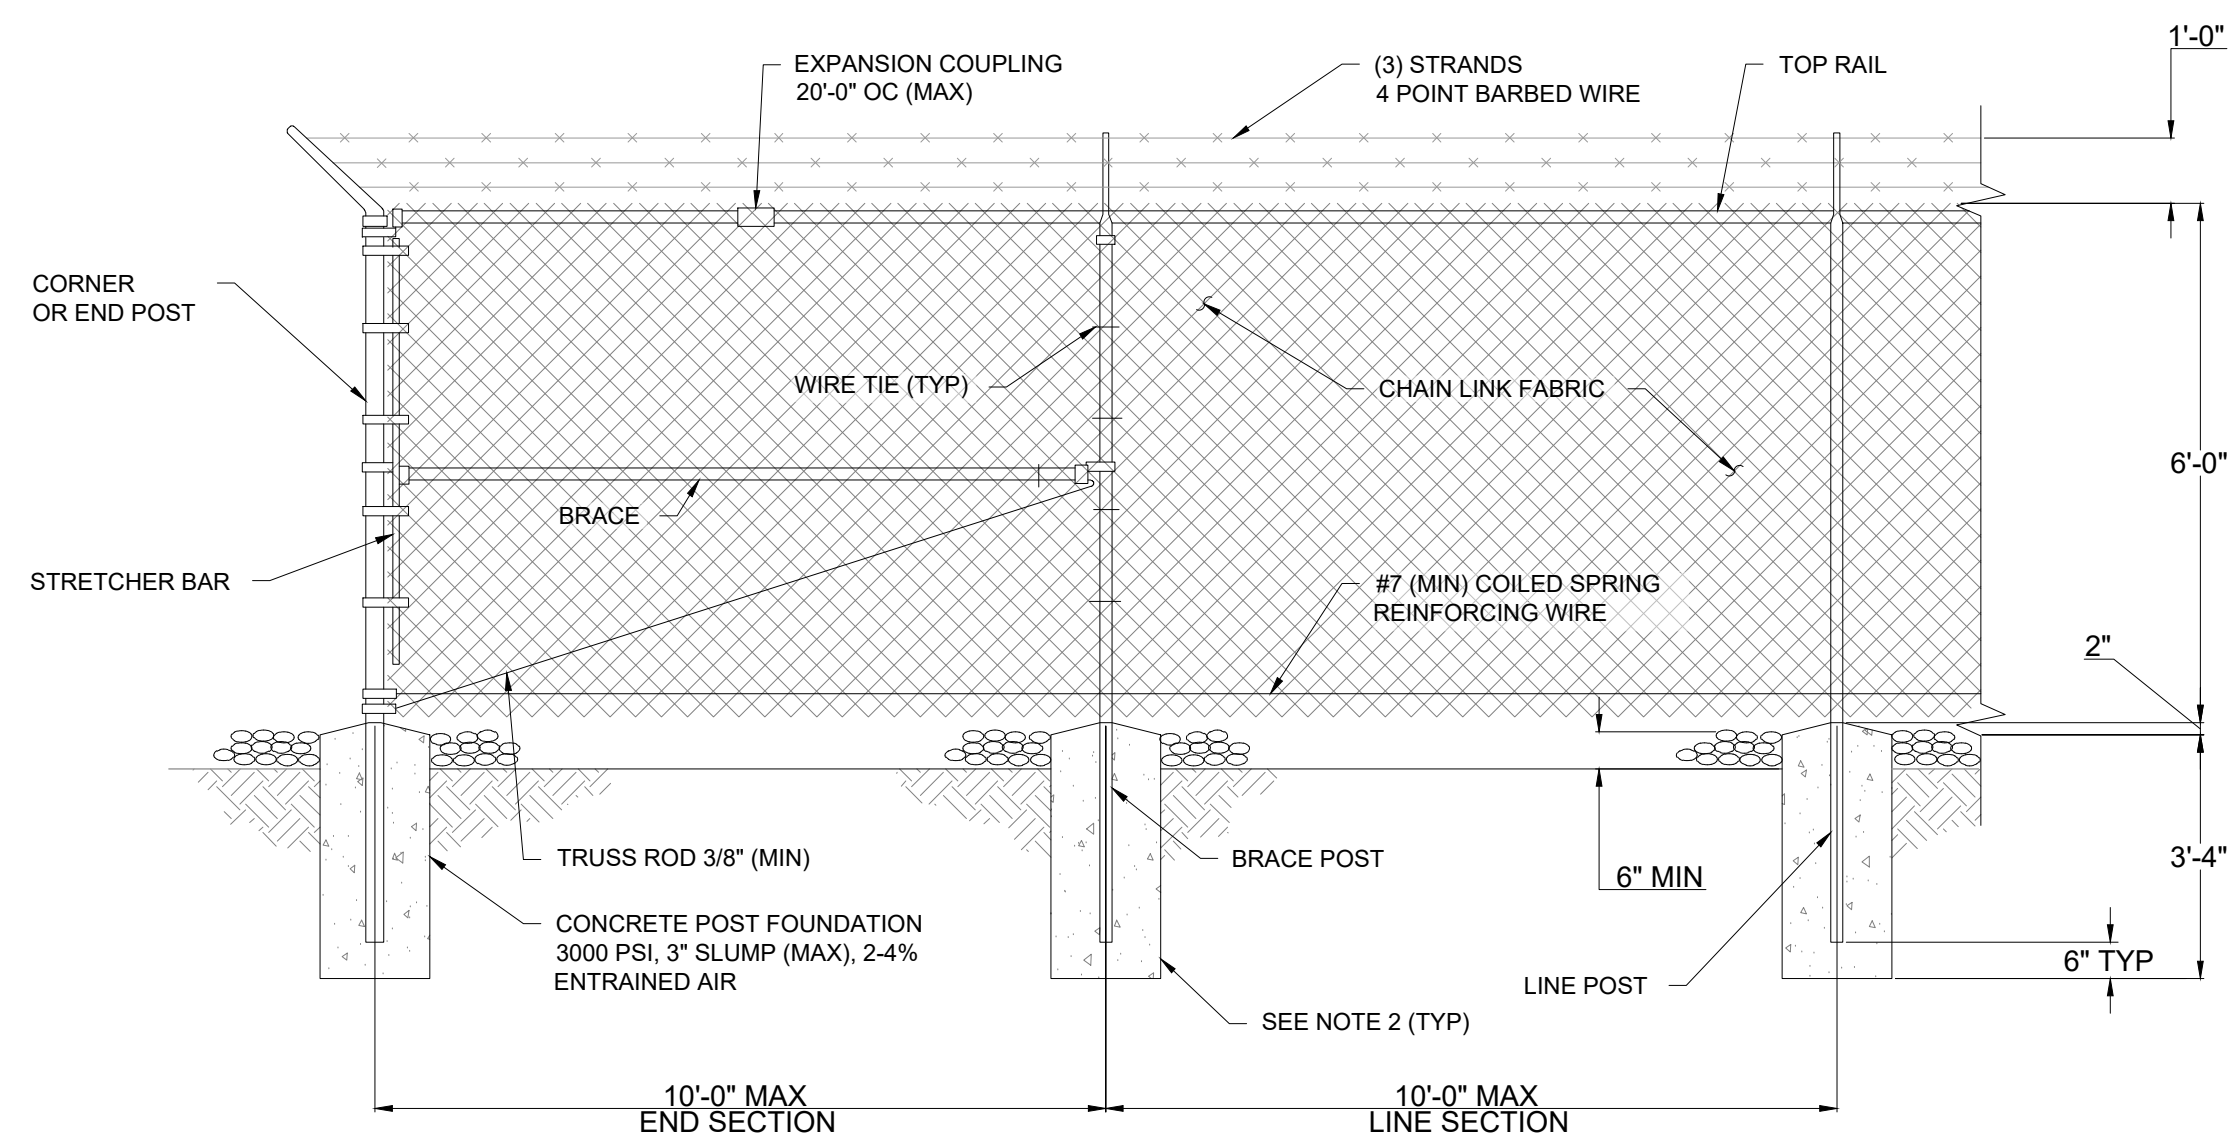 1'-0"
EXPANSION COUPLING
20'-0" OC (MAX)
(3) STRANDS
4 POINT BARBED WIRE
TOP RAIL
CORNER
OR END POST
WIRE TIE (TYP)
CHAIN LINK FABRIC
6'-0"
BRACE
STRETCHER BAR
#7 (MIN) COILED SPRING
REINFORCING WIRE
2"
TRUSS ROD 3/8" (MIN)
BRACE POST
6" MIN
3'-4"
CONCRETE POST FOUNDATION
3000 PSI, 3" SLUMP (MAX), 2-4%
ENTRAINED AIR
6" TYP
LINE POST
SEE NOTE 2 (TYP)
10'-0" MAX
END SECTION
10'-0" MAX
LINE SECTION